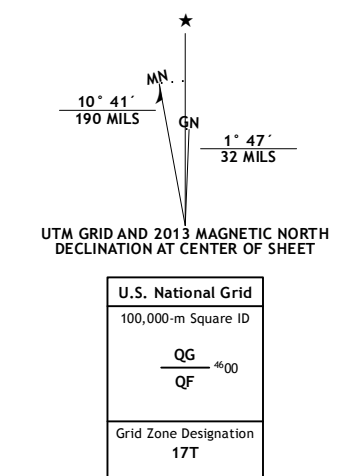 ★
MN
10° 41´
190 MILS
GN
1° 47´
32 MILS
UTM GRID AND 2013 MAGNETIC NORTH
DECLINATION AT CENTER OF SHEET
U.S. National Grid
100,000-m Square ID
QG
4600
QF
Grid Zone Designation
17T